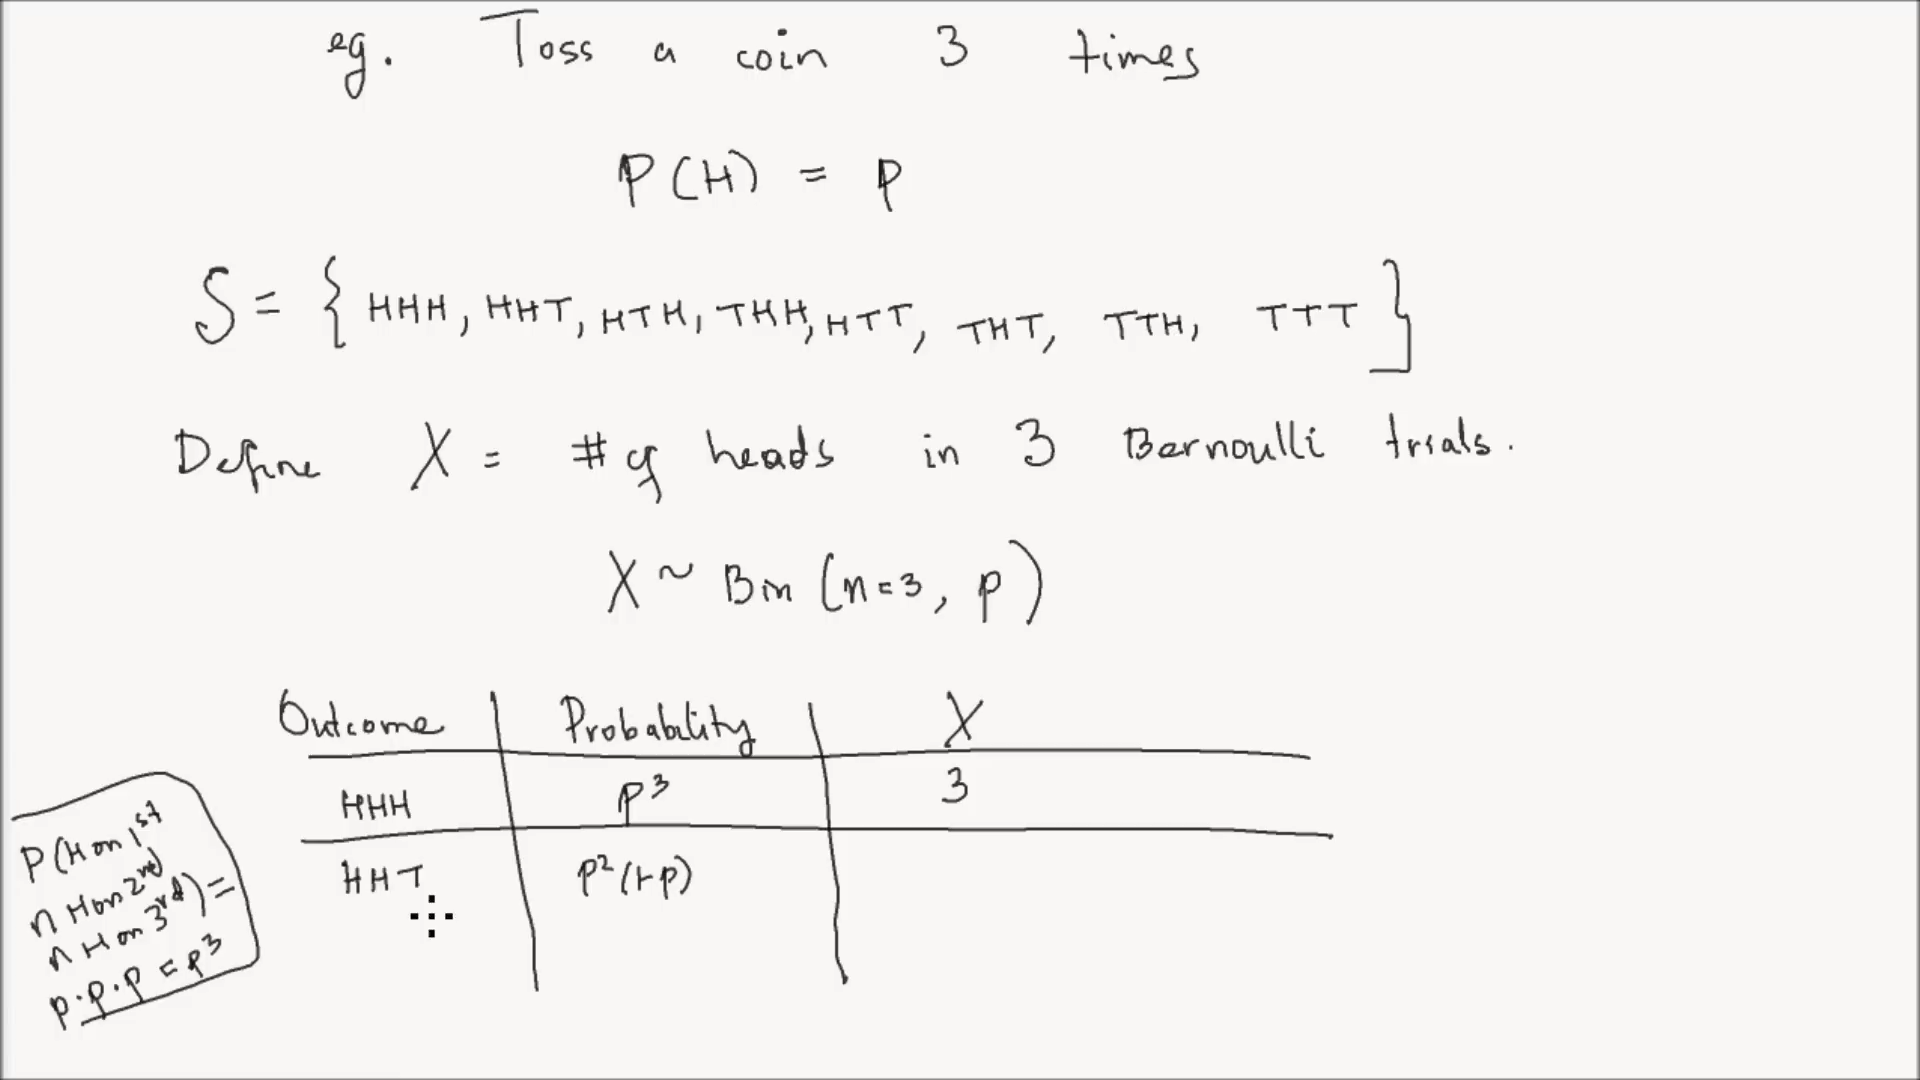 eg. Toss a coin 3 times
P(H) = p
S = { HHH, HHT, HTH, THH, HTT, THT, TTH, TTT }
Define X = # of heads in 3 Bernoulli trials.
X ~ Bin (n=3, p)
Outcome Probability X
HHH p³ 3
HHT p²(1-p)
P(H on 1st
∩ H on 2nd
∩ H on 3rd) =
p·p·p = p³